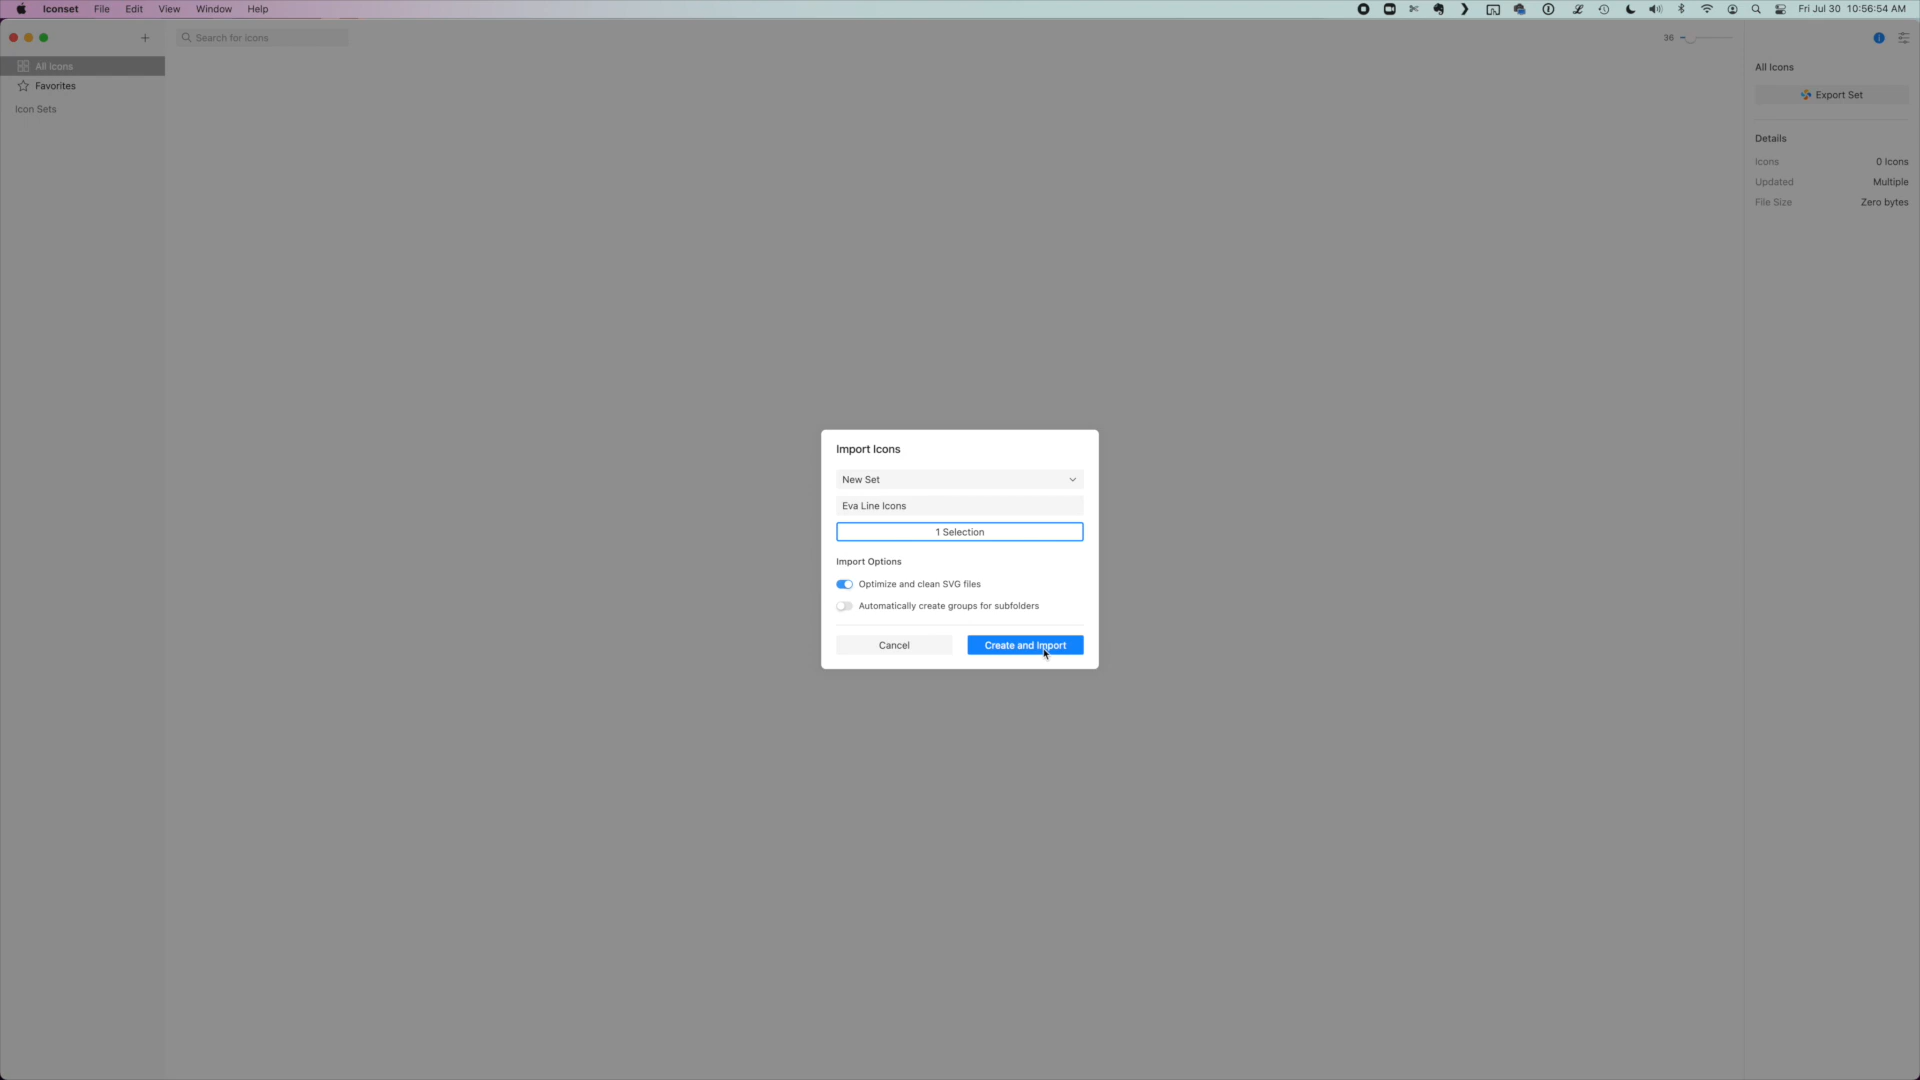 Iconset File Edit View Window Help Fri Jul 30 10:56:54 AM
Search for icons 36
All Icons
Favorites
Icon Sets
All Icons
Export Set
Details
Icons 0 Icons
Updated Multiple
File Size Zero bytes
Import Icons
New Set
Eva Line Icons
1 Selection
Import Options
Optimize and clean SVG files
Automatically create groups for subfolders
Cancel Create and Import